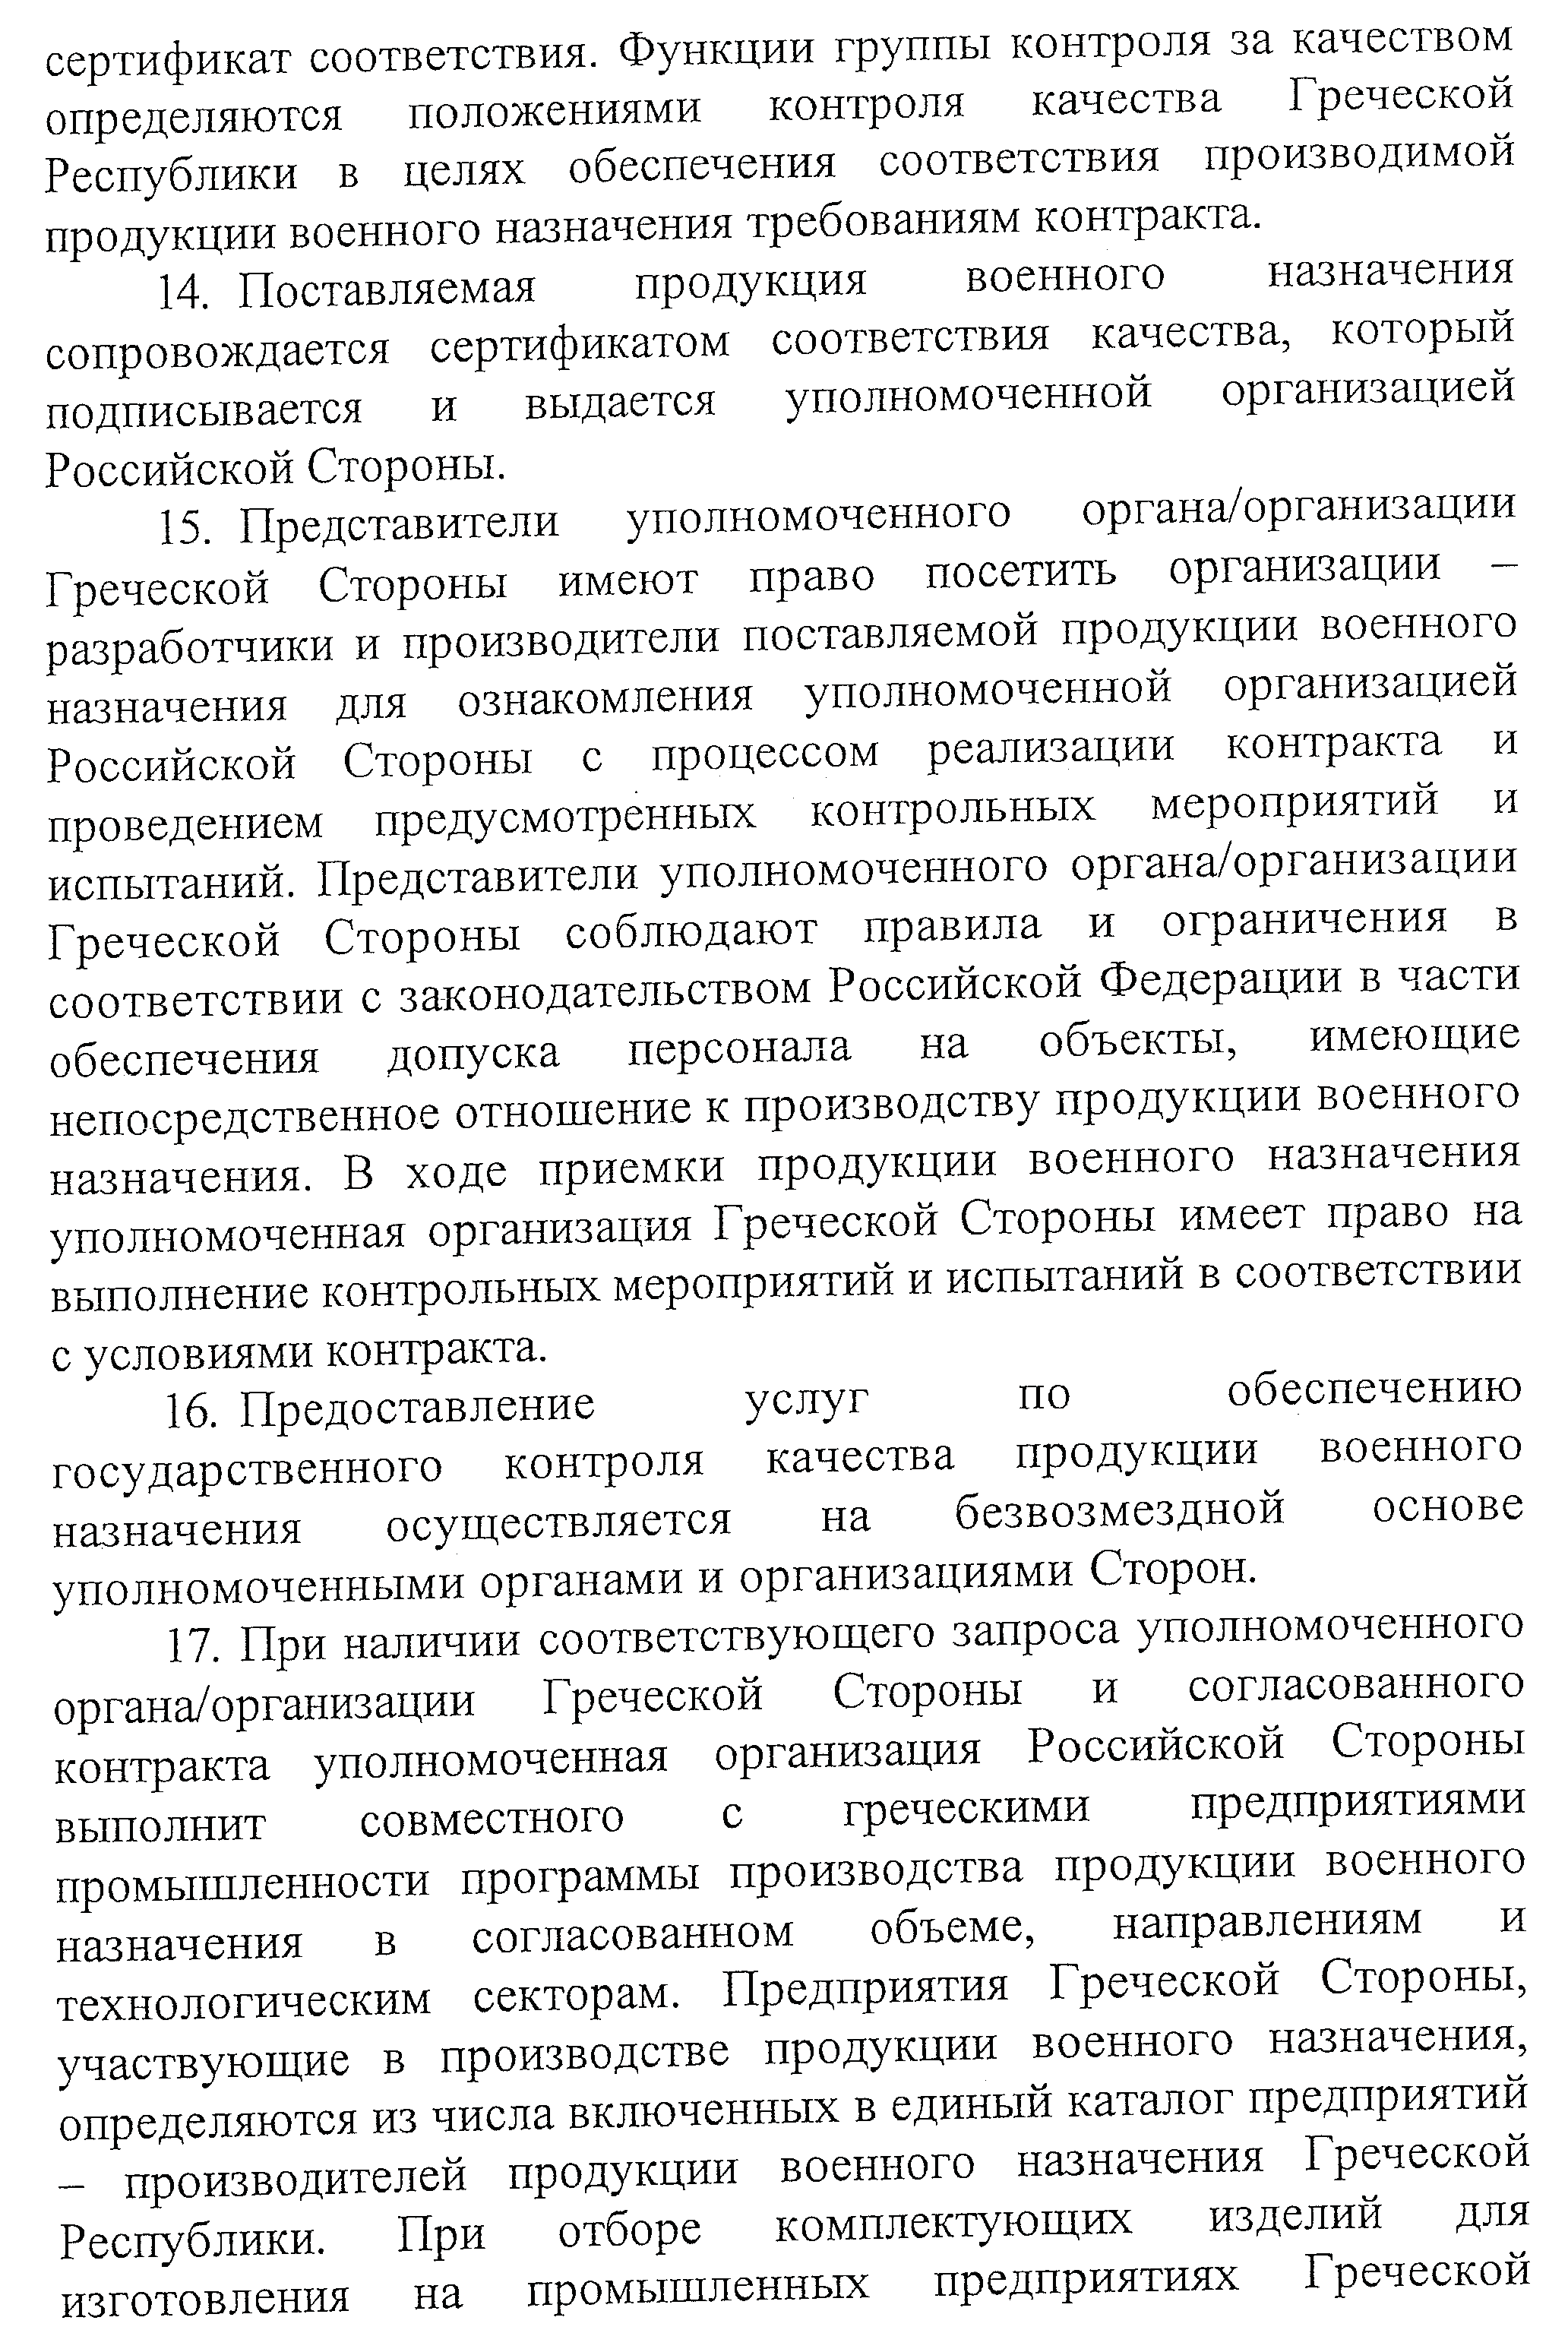 сертификат соответствия. Функции группы контроля за качеством
определяются положениями контроля качества Греческой
Республики в целях обеспечения соответствия производимой
продукции военного назначения требованиям контракта.
14. Поставляемая продукция военного назначения
сопровождается сертификатом соответствия качества, который
подписывается и выдается уполномоченной организацией
Российской Стороны.
15. Представители уполномоченного органа/организации
Греческой Стороны имеют право посетить организации –
разработчики и производители поставляемой продукции военного
назначения для ознакомления уполномоченной организацией
Российской Стороны с процессом реализации контракта и
проведением предусмотренных контрольных мероприятий и
испытаний. Представители уполномоченного органа/организации
Греческой Стороны соблюдают правила и ограничения в
соответствии с законодательством Российской Федерации в части
обеспечения допуска персонала на объекты, имеющие
непосредственное отношение к производству продукции военного
назначения. В ходе приемки продукции военного назначения
уполномоченная организация Греческой Стороны имеет право на
выполнение контрольных мероприятий и испытаний в соответствии
с условиями контракта.
16. Предоставление услуг по обеспечению
государственного контроля качества продукции военного
назначения осуществляется на безвозмездной основе
уполномоченными органами и организациями Сторон.
17. При наличии соответствующего запроса уполномоченного
органа/организации Греческой Стороны и согласованного
контракта уполномоченная организация Российской Стороны
выполнит совместного с греческими предприятиями
промышленности программы производства продукции военного
назначения в согласованном объеме, направлениям и
технологическим секторам. Предприятия Греческой Стороны,
участвующие в производстве продукции военного назначения,
определяются из числа включенных в единый каталог предприятий
– производителей продукции военного назначения Греческой
Республики. При отборе комплектующих изделий для
изготовления на промышленных предприятиях Греческой